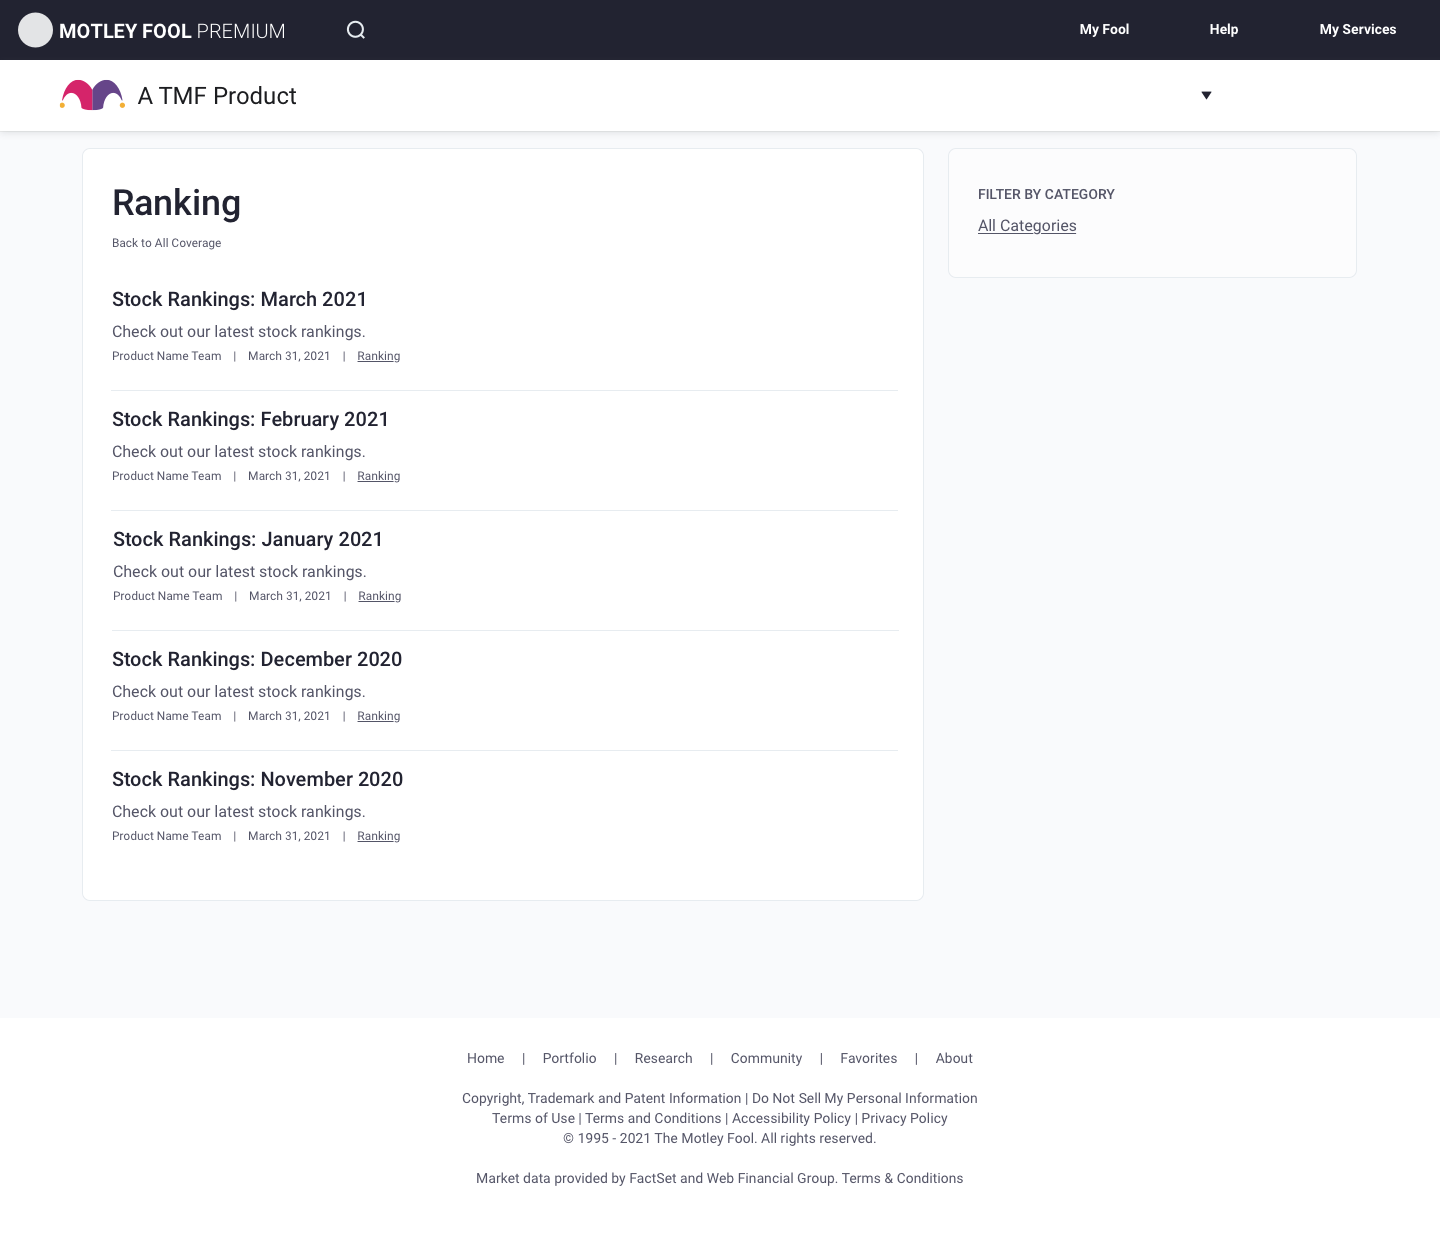 MOTLEY FOOL PREMIUM
My Fool
Help
My Services
A TMF Product
Ranking
Back to All Coverage
Stock Rankings: March 2021
Check out our latest stock rankings.
Product Name Team | March 31, 2021 | Ranking
Stock Rankings: February 2021
Check out our latest stock rankings.
Product Name Team | March 31, 2021 | Ranking
Stock Rankings: January 2021
Check out our latest stock rankings.
Product Name Team | March 31, 2021 | Ranking
Stock Rankings: December 2020
Check out our latest stock rankings.
Product Name Team | March 31, 2021 | Ranking
Stock Rankings: November 2020
Check out our latest stock rankings.
Product Name Team | March 31, 2021 | Ranking
FILTER BY CATEGORY
All Categories
Home | Portfolio | Research | Community | Favorites | About
Copyright, Trademark and Patent Information | Do Not Sell My Personal Information
Terms of Use | Terms and Conditions | Accessibility Policy | Privacy Policy
© 1995 - 2021 The Motley Fool. All rights reserved.
Market data provided by FactSet and Web Financial Group. Terms & Conditions